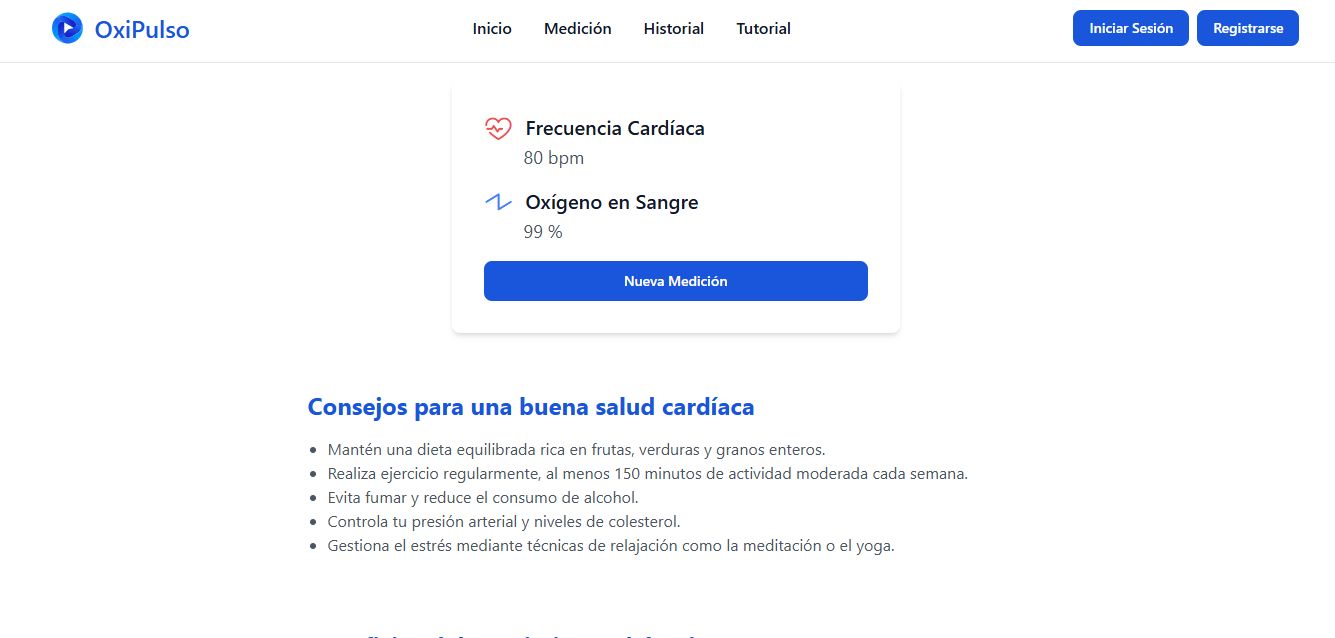 OxiPulso
Inicio Medición Historial Tutorial
Iniciar Sesión Registrarse
Frecuencia Cardíaca
80 bpm
Oxígeno en Sangre
99 %
Nueva Medición
Consejos para una buena salud cardíaca
Mantén una dieta equilibrada rica en frutas, verduras y granos enteros.
Realiza ejercicio regularmente, al menos 150 minutos de actividad moderada cada semana.
Evita fumar y reduce el consumo de alcohol.
Controla tu presión arterial y niveles de colesterol.
Gestiona el estrés mediante técnicas de relajación como la meditación o el yoga.